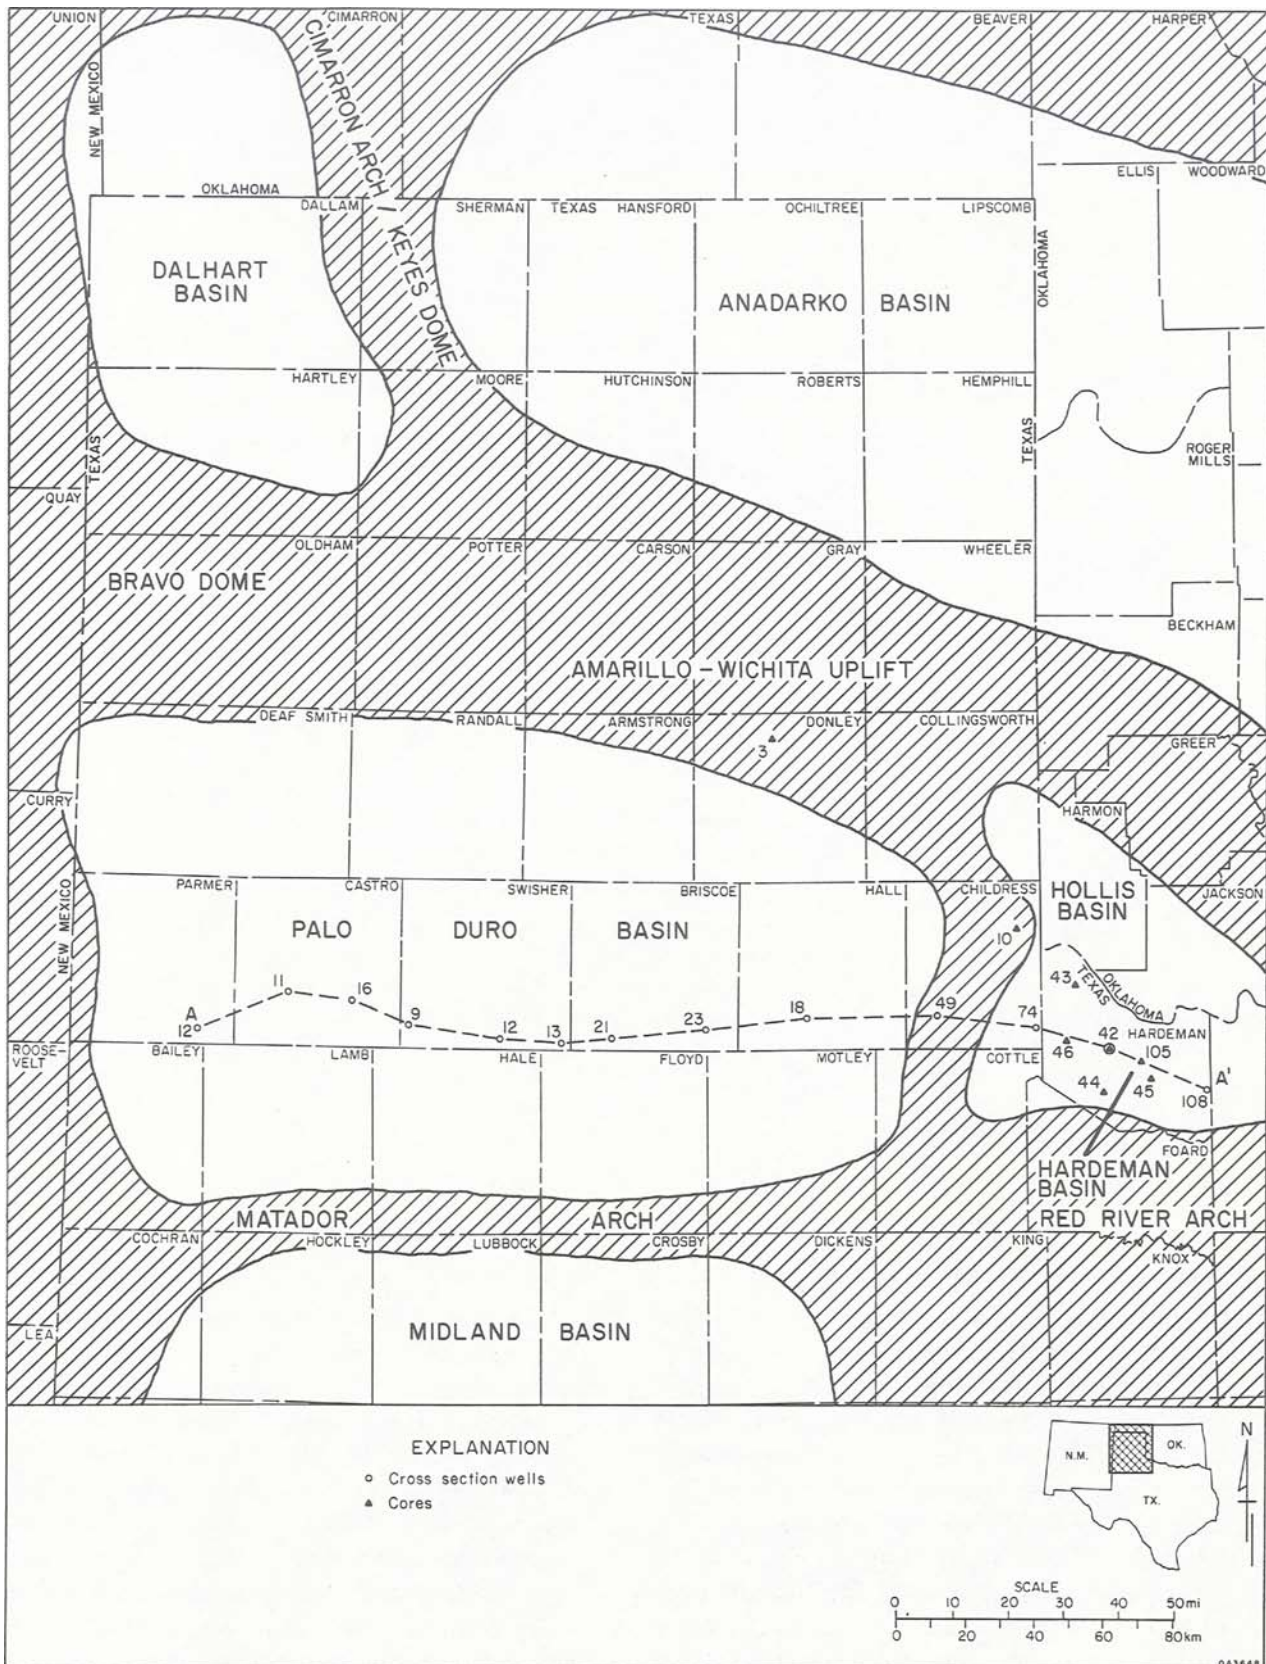 UNION
CIMARRON
TEXAS
BEAVER
HARPER
NEW MEXICO
CIMARRON ARCH / KEYES DOME
ELLIS
WOODWARD
OKLAHOMA
DALLAM
SHERMAN
TEXAS
HANSFORD
OCHILTREE
LIPSCOMB
OKLAHOMA
DALHART
BASIN
ANADARKO BASIN
HARTLEY
MOORE
HUTCHINSON
ROBERTS
HEMPHILL
TEXAS
TEXAS
ROGER
MILLS
QUAY
OLDHAM
POTTER
CARSON
GRAY
WHEELER
BRAVO DOME
BECKHAM
AMARILLO-WICHITA UPLIFT
DEAF SMITH
RANDALL
ARMSTRONG
DONLEY
COLLINGSWORTH
3
GREER
CURRY
HARMON
PARMER
CASTRO
SWISHER
BRISCOE
HALL
CHILDRESS
JACKSON
HOLLIS
BASIN
NEW MEXICO
PALO DURO BASIN
10
43
TEXAS
OKLAHOMA
A
12
11
16
9
12
13
21
23
18
49
74
46
42
HARDEMAN
105
44
45
108
A'
ROOSE-
VELT
BAILEY
LAMB
HALE
FLOYD
MOTLEY
COTTLE
FOARD
HARDEMAN
BASIN
MATADOR ARCH
RED RIVER ARCH
COCHRAN
HOCKLEY
LUBBOCK
CROSBY
DICKENS
KING
KNOX
LEA
MIDLAND BASIN
EXPLANATION
Cross section wells
Cores
N.M.
OK.
TX.
N
SCALE
0 10 20 30 40 50mi
0 20 40 60 80km